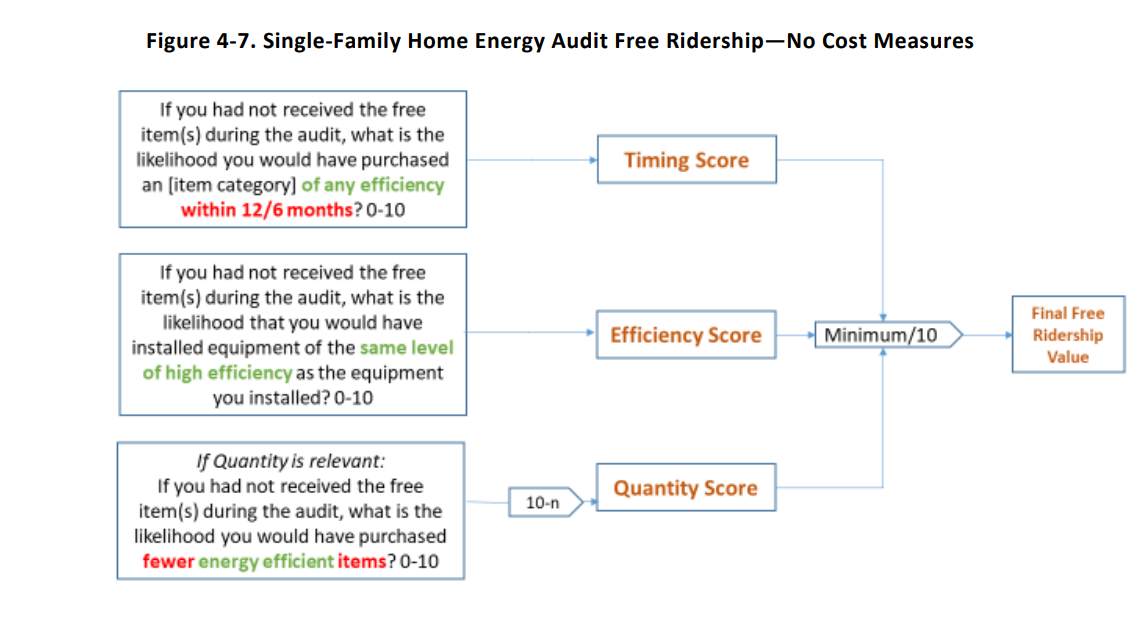 Figure 4-7. Single-Family Home Energy Audit Free Ridership—No Cost Measures
If you had not received the free
item(s) during the audit, what is the
likelihood you would have purchased
an [item category] of any efficiency
within 12/6 months? 0-10
Timing Score
If you had not received the free
item(s) during the audit, what is the
likelihood that you would have
installed equipment of the same level
of high efficiency as the equipment
you installed? 0-10
Efficiency Score
Minimum/10
Final Free
Ridership
Value
If Quantity is relevant:
If you had not received the free
item(s) during the audit, what is the
likelihood you would have purchased
fewer energy efficient items? 0-10
10-n
Quantity Score